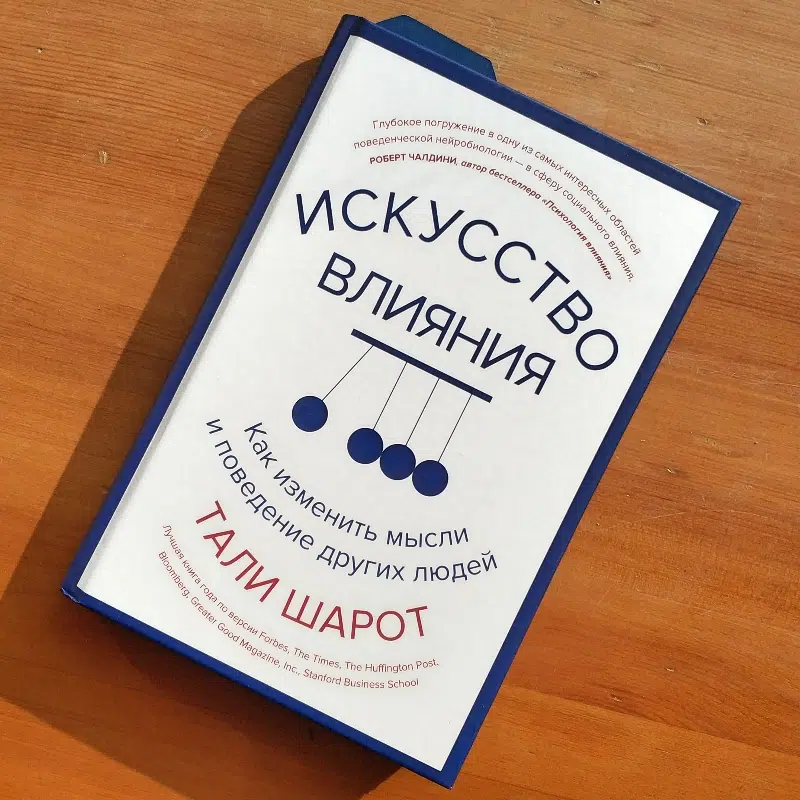 Глубокое погружение в одну из самых интересных областей
поведенческой нейробиологии — в сферу социального влияния.
РОБЕРТ ЧАЛДИНИ, автор бестселлера «Психология влияния»
ИСКУССТВО
ВЛИЯНИЯ
Как изменить мысли
и поведение других людей
ТАЛИ ШАРОТ
Лучшая книга года по версии Forbes, The Times, The Huffington Post,
Bloomberg, Greater Good Magazine, Inc., Stanford Business School